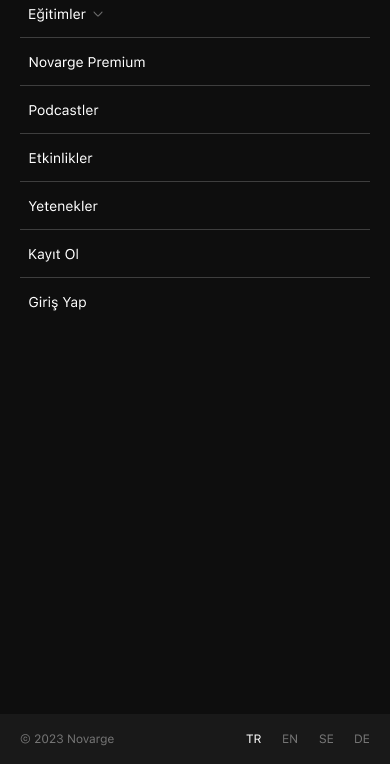 Eğitimler
Novarge Premium
Podcastler
Etkinlikler
Yetenekler
Kayıt Ol
Giriş Yap
© 2023 Novarge TR EN SE DE